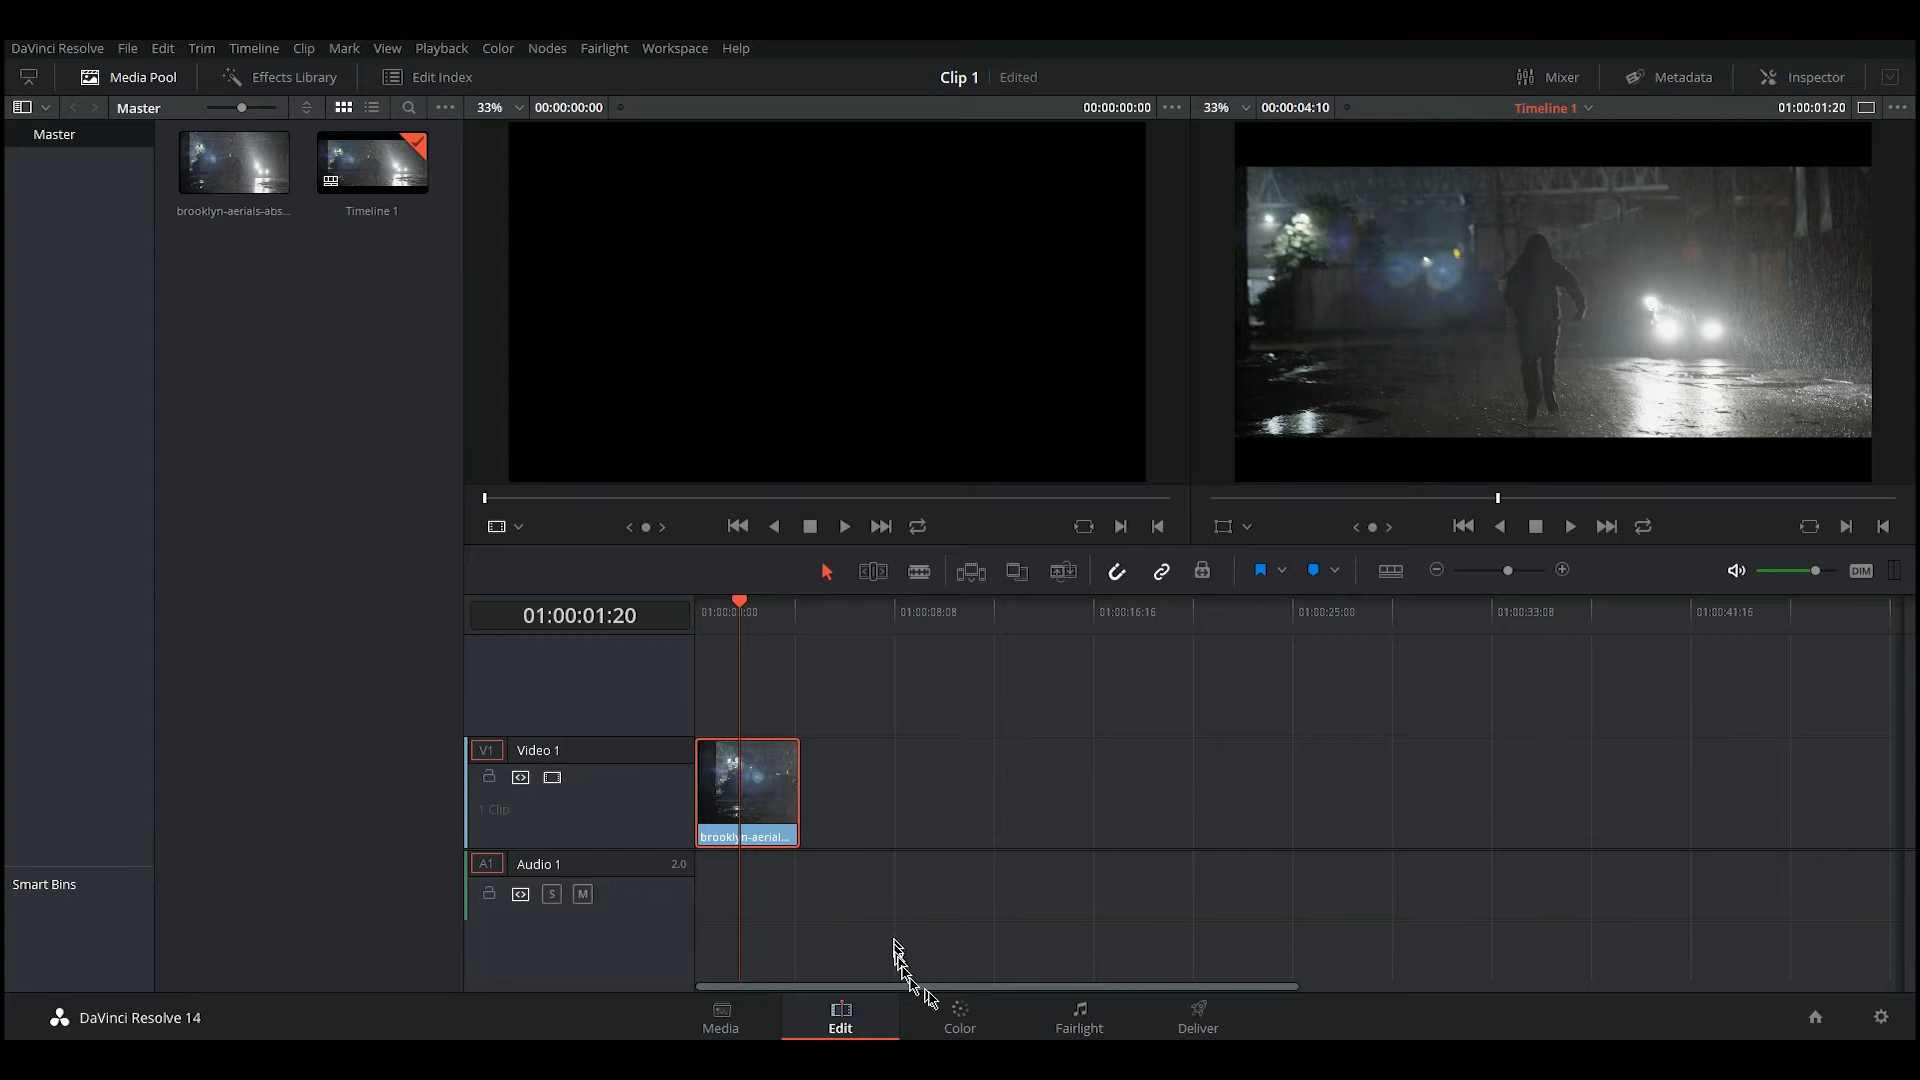 DaVinci Resolve File Edit Trim Timeline Clip Mark View Playback Color Nodes Fairlight Workspace Help
Media Pool Effects Library Edit Index Clip 1 Edited Mixer Metadata Inspector
Master 33% 00:00:00:00 00:00:00:00 33% 00:00:04:10 Timeline 1 01:00:01:20
Master
brooklyn-aerials-abs... Timeline 1
DIM
01:00:01:20 01:00:00:00 01:00:08:08 01:00:16:16 01:00:25:00 01:00:33:08 01:00:41:16
V1 Video 1
1 Clip
brooklyn-aerial...
A1 Audio 1 2.0
Smart Bins
S M
DaVinci Resolve 14 Media Edit Color Fairlight Deliver